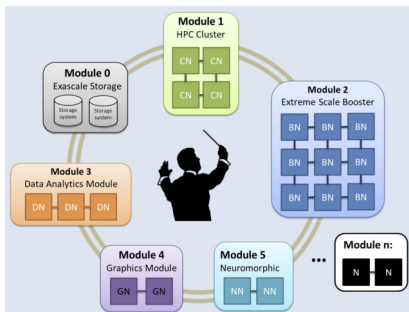 Module 1
HPC Cluster
CN CN
CN CN
Module 0
Exascale Storage
Storage system
Storage system
Module 2
Extreme Scale Booster
BN BN BN
BN BN BN
BN BN BN
Module 3
Data Analytics Module
DN DN DN
Module 4
Graphics Module
GN GN
Module 5
Neuromorphic
NN NN
...
Module n:
N N